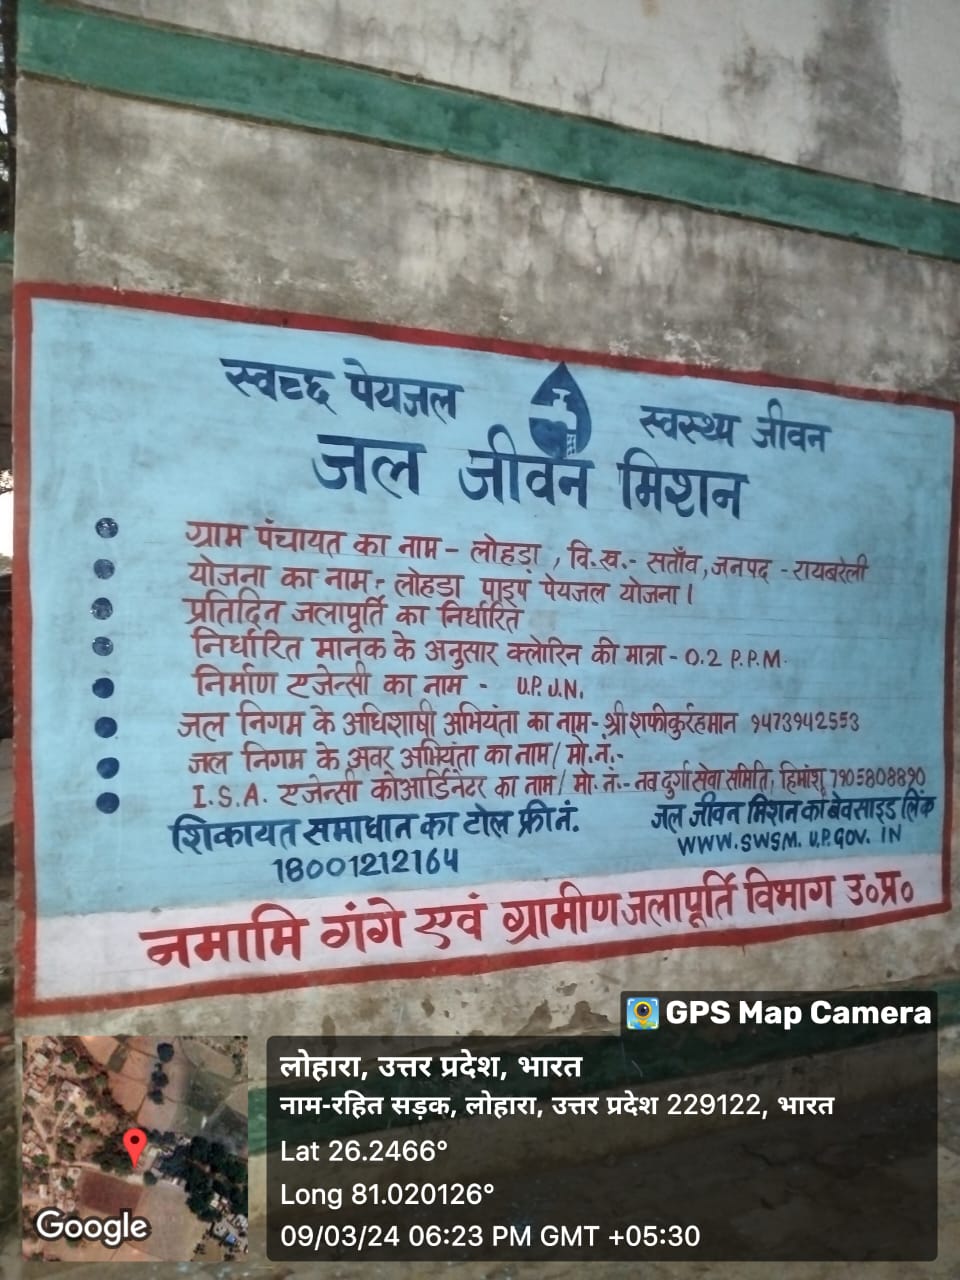 स्वच्छ पेयजल
स्वस्थ्य जीवन
जल जीवन मिशन
ग्राम पंचायत का नाम - लोहड़ा , वि.ख.- सताँव, जनपद - रायबरेली
योजना का नाम - लोहडा पाइप पेयजल योजना।
प्रतिदिन जलापूर्ति का निर्धारित
निर्धारित मानक के अनुसार क्लोरिन की मात्रा - 0.2 P.P.M.
निर्माण एजेन्सी का नाम - U.P.J.N.
जल निगम के अधिशाषी अभियंता का नाम- श्री शफीकुर्रहमान ९473942553
जल निगम के अवर अभियंता का नाम/ मो.नं.-
I.S.A. एजेन्सी कोआर्डिनेटर का नाम/ मो. नं.- नव दुर्गा सेवा समिति, हिमांशु 7905808890
शिकायत समाधान का टोल फ्री नं.
18001212164
जल जीवन मिशन का बेवसाइड लिंक
WWW.SWSM. U.P.GOV. IN
नमामि गंगे एवं ग्रामीण जलापूर्ति विभाग उ०प्र०
GPS Map Camera
लोहारा, उत्तर प्रदेश, भारत
नाम-रहित सड़क, लोहारा, उत्तर प्रदेश 229122, भारत
Lat 26.2466°
Long 81.020126°
09/03/24 06:23 PM GMT +05:30
Google